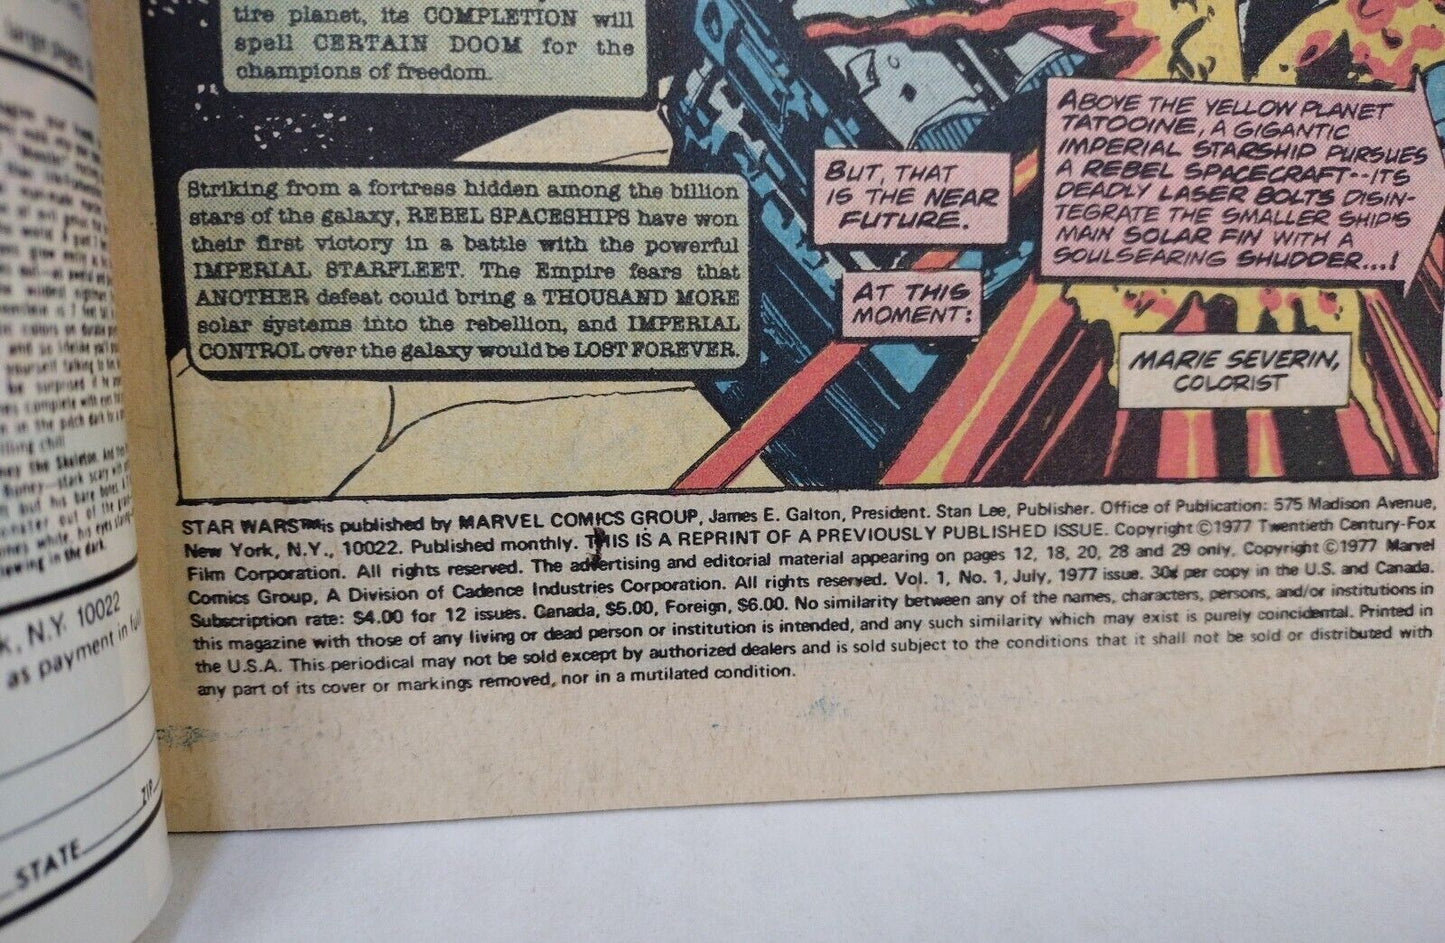 tire planet, its COMPLETION will
spell CERTAIN DOOM for the
champions of freedom.
Striking from a fortress hidden among the billion
stars of the galaxy, REBEL SPACESHIPS have won
their first victory in a battle with the powerful
IMPERIAL STARFLEET. The Empire fears that
ANOTHER defeat could bring a THOUSAND MORE
solar systems into the rebellion, and IMPERIAL
CONTROL over the galaxy would be LOST FOREVER.
BUT, THAT
IS THE NEAR
FUTURE.
AT THIS
MOMENT:
ABOVE THE YELLOW PLANET
TATOOINE, A GIGANTIC
IMPERIAL STARSHIP PURSUES
A REBEL SPACECRAFT--ITS
DEADLY LASER BOLTS DISIN-
TEGRATE THE SMALLER SHIP'S
MAIN SOLAR FIN WITH A
SOULSEARING SHUDDER...!
MARIE SEVERIN,
COLORIST
STAR WARS™ is published by MARVEL COMICS GROUP, James E. Galton, President. Stan Lee, Publisher. Office of Publication: 575 Madison Avenue,
New York, N.Y., 10022. Published monthly. THIS IS A REPRINT OF A PREVIOUSLY PUBLISHED ISSUE. Copyright ©1977 Twentieth Century-Fox
Film Corporation. All rights reserved. The advertising and editorial material appearing on pages 12, 18, 20, 28 and 29 only, Copyright ©1977 Marvel
Comics Group, A Division of Cadence Industries Corporation. All rights reserved. Vol. 1, No. 1, July, 1977 issue. 30¢ per copy in the U.S. and Canada.
Subscription rate: $4.00 for 12 issues. Canada, $5.00, Foreign, $6.00. No similarity between any of the names, characters, persons, and/or institutions in
this magazine with those of any living or dead person or institution is intended, and any such similarity which may exist is purely coincidental. Printed in
the U.S.A. This periodical may not be sold except by authorized dealers and is sold subject to the conditions that it shall not be sold or distributed with
any part of its cover or markings removed, nor in a mutilated condition.
N.Y. 10022
as payment in full
ZIP
STATE